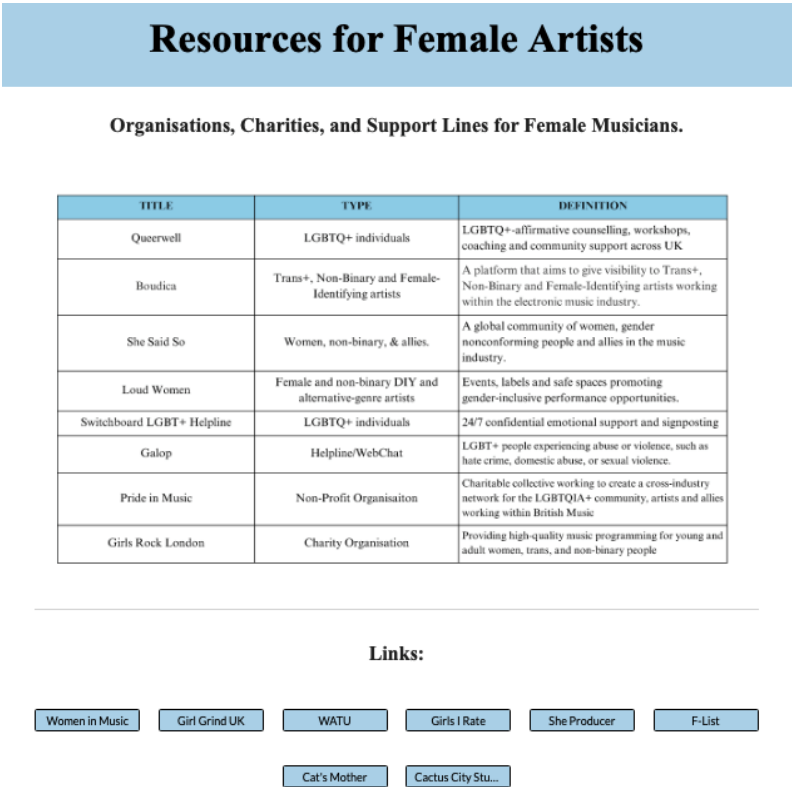 Resources for Female Artists
Organisations, Charities, and Support Lines for Female Musicians.
TITLE TYPE DEFINITION
Queerwell LGBTQ+ individuals LGBTQ+-affirmative counselling, workshops,
coaching and community support across UK
Boudica Trans+, Non-Binary and Female-
Identifying artists A platform that aims to give visibility to Trans+,
Non-Binary and Female-Identifying artists working
within the electronic music industry.
She Said So Women, non-binary, & allies. A global community of women, gender
nonconforming people and allies in the music
industry.
Loud Women Female and non-binary DIY and
alternative-genre artists Events, labels and safe spaces promoting
gender-inclusive performance opportunities.
Switchboard LGBT+ Helpline LGBTQ+ individuals 24/7 confidential emotional support and signposting
Galop Helpline/WebChat LGBT+ people experiencing abuse or violence, such as
hate crime, domestic abuse, or sexual violence.
Pride in Music Non-Profit Organisaiton Charitable collective working to create a cross-industry
network for the LGBTQIA+ community, artists and allies
working within British Music
Girls Rock London Charity Organisation Providing high-quality music programming for young and
adult women, trans, and non-binary people
Links:
Women in Music Girl Grind UK WATU Girls I Rate She Producer F-List
Cat's Mother Cactus City Stu...